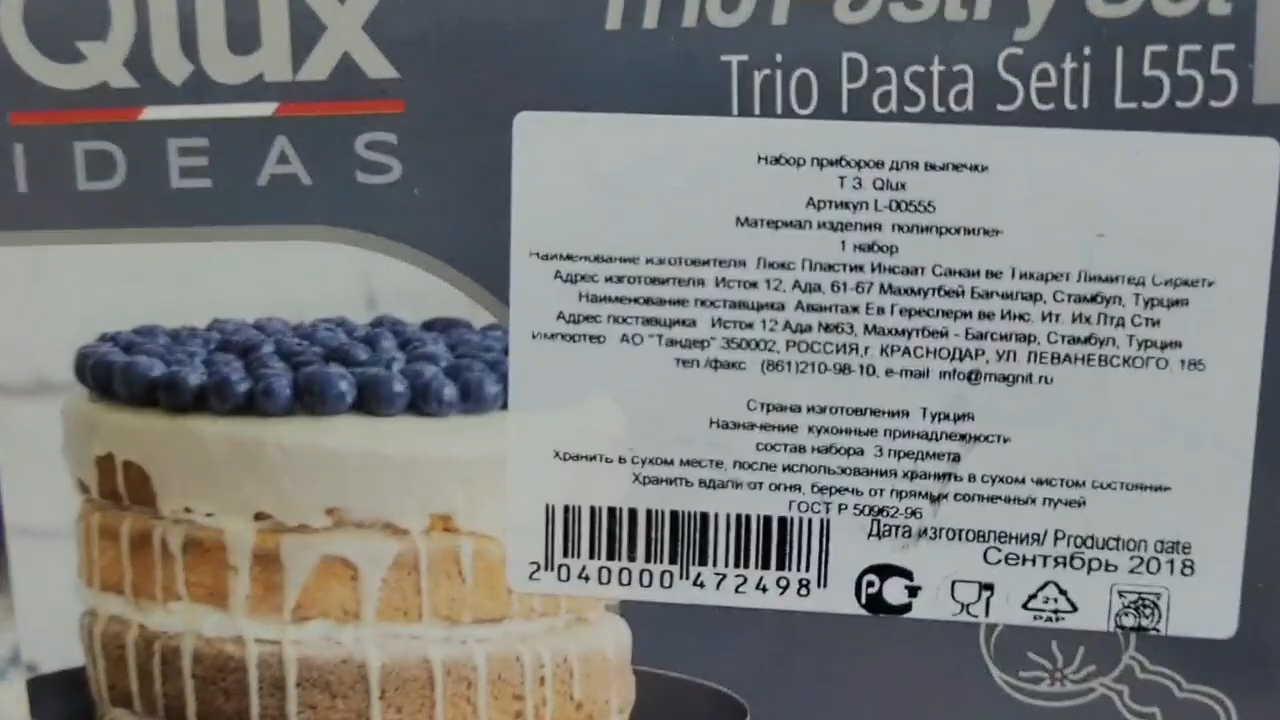 Qlux
IDEAS
Trio Pastry Set
Trio Pasta Seti L555
Набор приборов для выпечки
Т З. Qlux
Артикул L-00555
Материал изделия полипропилен
1 набор
Наименование изготовителя Люкс Пластик Инсаат Санаи ве Тикарет Лимитед Сиркети
Адрес изготовителя Исток 12, Ада, 61-67 Махмутбей Багчилар, Стамбул, Турция
Наименование поставщика Авантаж Ев Гереслери ве Инс. Ит. Их Лтд Сти
Адрес поставщика Исток 12 Ада №63, Махмутбей - Багсилар, Стамбул, Турция
Импортер АО "Тандер" 350002, РОССИЯ,г. КРАСНОДАР, УЛ. ЛЕВАНЕВСКОГО, 185
тел /факс (861)210-98-10, e-mail info@magnit.ru
Страна изготовления Турция
Назначение кухонные принадлежности
состав набора 3 предмета
Хранить в сухом месте, после использования хранить в сухом чистом состоянии
Хранить вдали от огня, беречь от прямых солнечных лучей
ГОСТ Р 50962-96
Дата изготовления/ Production date
Сентябрь 2018
2 040000 472498
РСТ
21
PAP